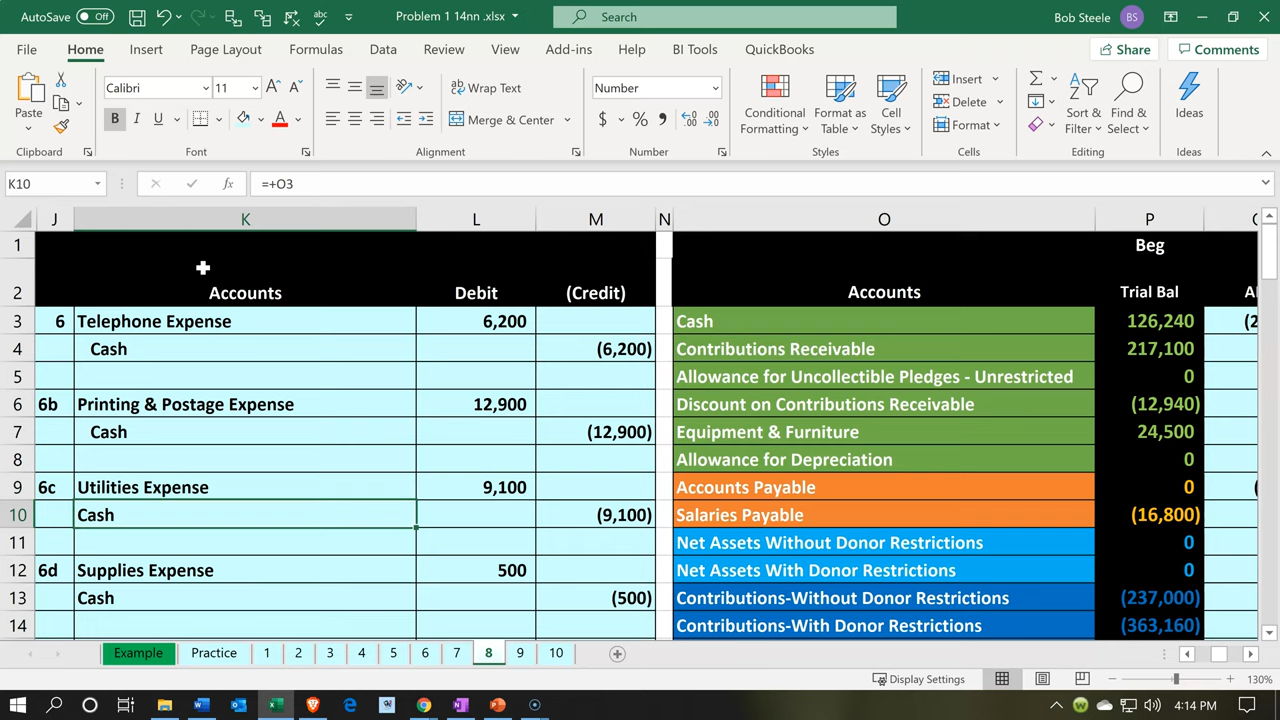 AutoSave Off Problem 1 14nn .xlsx Search Bob Steele BS
File Home Insert Page Layout Formulas Data Review View Add-ins Help BI Tools QuickBooks Share Comments
Paste Calibri 11 Wrap Text Merge & Center Number Conditional Formatting Format as Table Cell Styles Insert Delete Format Sort & Filter Find & Select Ideas
Clipboard Font Alignment Number Styles Cells Editing Ideas
K10 fx =+O3
J K L M N O P
1 Beg
2 Accounts Debit (Credit) Accounts Trial Bal
3 6 Telephone Expense 6,200 Cash 126,240 (2
4 Cash (6,200) Contributions Receivable 217,100
5 Allowance for Uncollectible Pledges - Unrestricted 0
6 6b Printing & Postage Expense 12,900 Discount on Contributions Receivable (12,940)
7 Cash (12,900) Equipment & Furniture 24,500
8 Allowance for Depreciation 0
9 6c Utilities Expense 9,100 Accounts Payable 0 (
10 Cash (9,100) Salaries Payable (16,800)
11 Net Assets Without Donor Restrictions 0
12 6d Supplies Expense 500 Net Assets With Donor Restrictions 0
13 Cash (500) Contributions-Without Donor Restrictions (237,000)
14 Contributions-With Donor Restrictions (363,160)
Example Practice 1 2 3 4 5 6 7 8 9 10
Display Settings 130%
4:14 PM